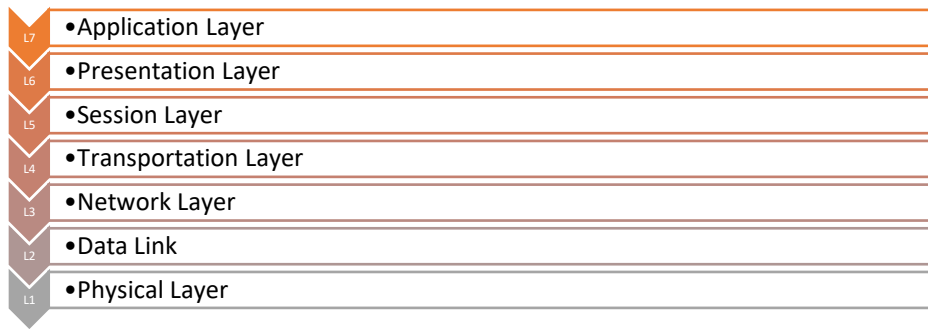 L7 •Application Layer
L6 •Presentation Layer
L5 •Session Layer
L4 •Transportation Layer
L3 •Network Layer
L2 •Data Link
L1 •Physical Layer